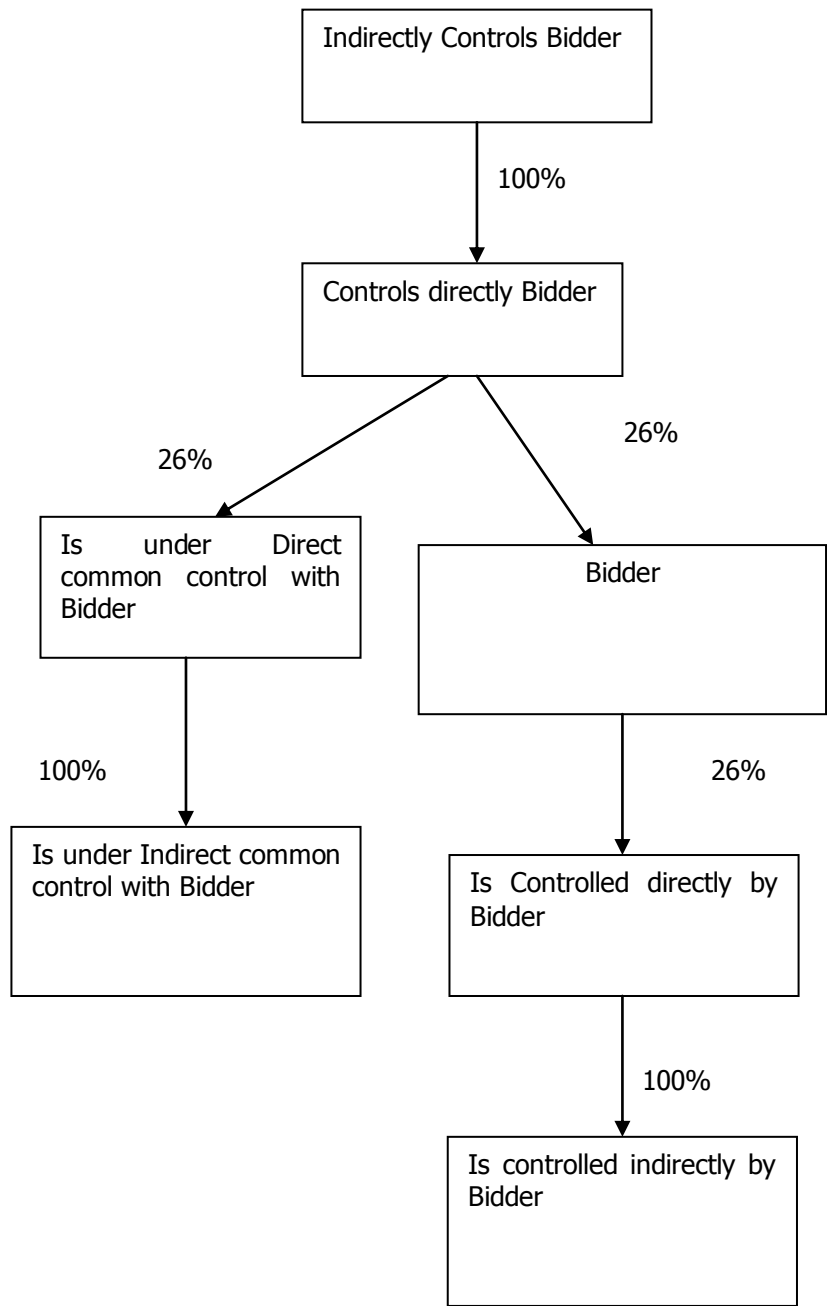 Indirectly Controls Bidder
100%
Controls directly Bidder
26%
26%
Is under Direct
common control with
Bidder
Bidder
100%
26%
Is under Indirect common
control with Bidder
Is Controlled directly by
Bidder
100%
Is controlled indirectly by
Bidder